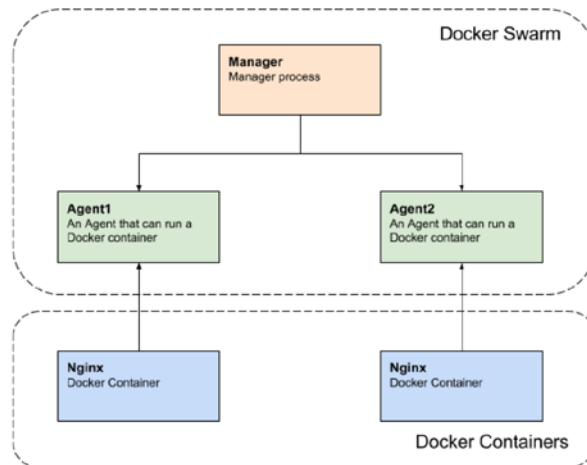 Docker Swarm
Manager
Manager process
Agent1
An Agent that can run a
Docker container
Agent2
An Agent that can run a
Docker container
Nginx
Docker Container
Nginx
Docker Container
Docker Containers